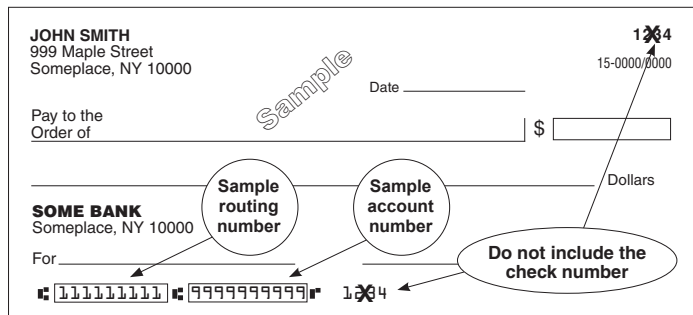 JOHN SMITH
999 Maple Street
Someplace, NY 10000
1234
15-0000/0000
Sample
Date
Pay to the
Order of
$
Dollars
Sample
routing
number
Sample
account
number
SOME BANK
Someplace, NY 10000
For
Do not include the
check number
⑆111111111⑆ 9999999999⑈ 1234